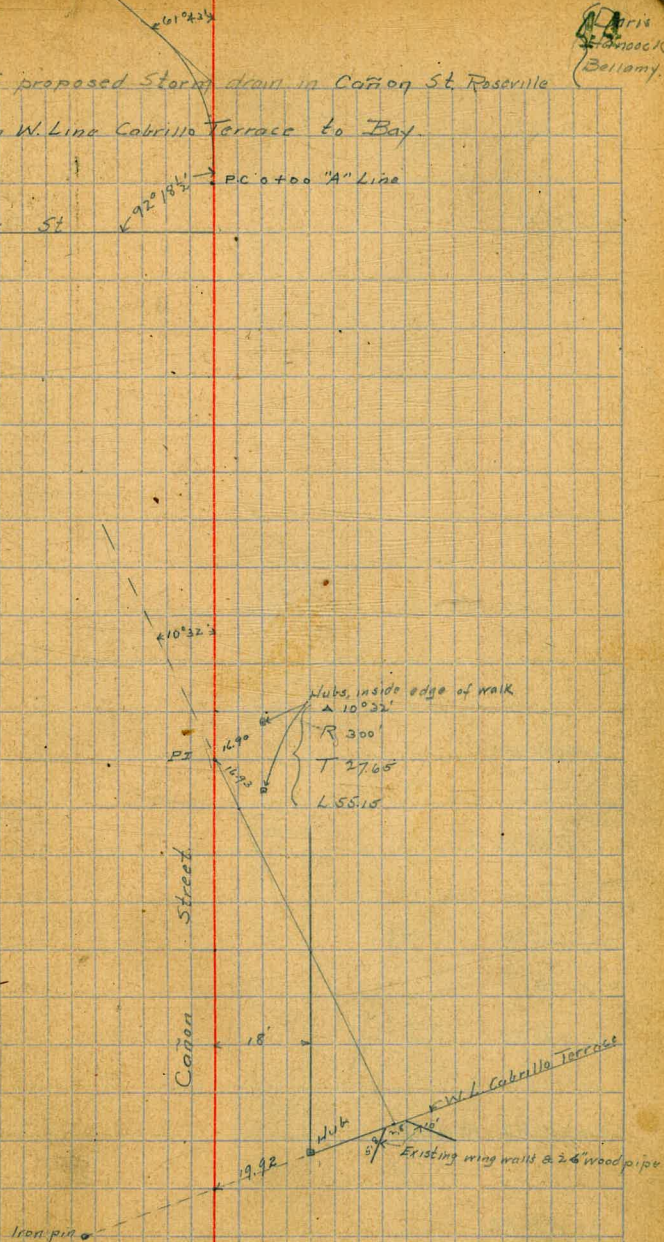 61°43½'
Hancock
Bellamy.
proposed Storm drain in Cañon St. Roseville
W. Line Cabrillo Terrace to Bay.
P.C 0+00 "A" Line
92°18½'
St
10°32'
Hubs, inside edge of walk
Δ 10°32'
R 300'
T 27.65
L 55.15
16.90
PI
16.93
Cañon Street
18'
W.L. Cabrillo Terrace
Hub
Existing wing walls & 26" wood pipe
19.92
Iron pin